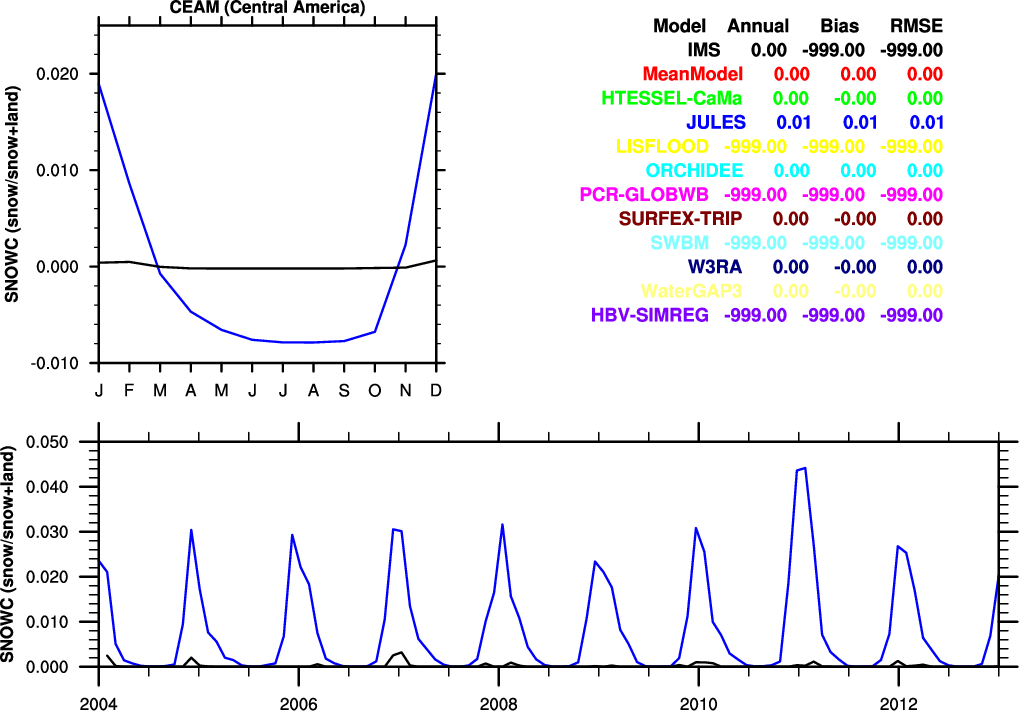 CEAM (Central America)
SNOWC (snow/snow+land)
0.020
0.010
0.000
-0.010
J F M A M J J A S O N D
Model Annual Bias RMSE
IMS 0.00 -999.00 -999.00
MeanModel 0.00 0.00 0.00
HTESSEL-CaMa 0.00 -0.00 0.00
JULES 0.01 0.01 0.01
LISFLOOD -999.00 -999.00 -999.00
ORCHIDEE 0.00 0.00 0.00
PCR-GLOBWB -999.00 -999.00 -999.00
SURFEX-TRIP 0.00 -0.00 0.00
SWBM -999.00 -999.00 -999.00
W3RA 0.00 -0.00 0.00
WaterGAP3 0.00 -0.00 0.00
HBV-SIMREG -999.00 -999.00 -999.00
SNOWC (snow/snow+land)
0.050
0.040
0.030
0.020
0.010
0.000
2004 2006 2008 2010 2012